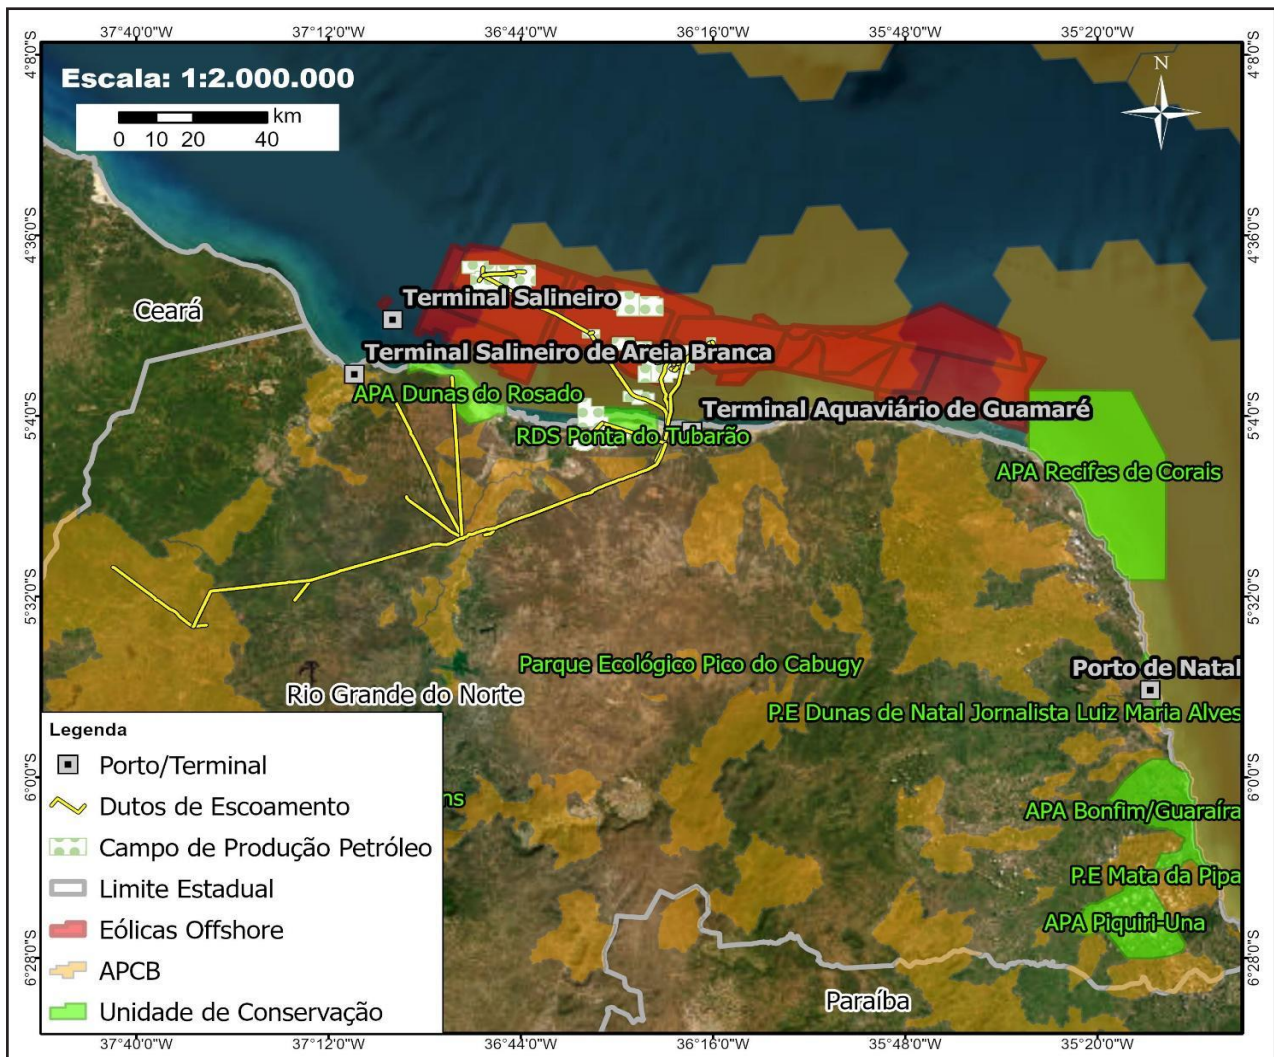 37°40'0"W 37°12'0"W 36°44'0"W 36°16'0"W 35°48'0"W 35°20'0"W
4°8'0"S 4°8'0"S
Escala: 1:2.000.000
km
0 10 20 40
N
4°36'0"S 4°36'0"S
Terminal Salineiro
Ceará
Terminal Salineiro de Areia Branca
APA Dunas do Rosado
Terminal Aquaviário de Guamaré
5°4'0"S 5°4'0"S
RDS Ponta do Tubarão
APA Recifes de Corais
5°32'0"S 5°32'0"S
Parque Ecológico Pico do Cabugy
Porto de Natal
Rio Grande do Norte
P.E Dunas de Natal Jornalista Luiz Maria Alves
Legenda
Porto/Terminal
6°0'0"S 6°0'0"S
Dutos de Escoamento
ns
APA Bonfim/Guaraíra
Campo de Produção Petróleo
P.E Mata da Pipa
Limite Estadual
APA Piquiri-Una
Eólicas Offshore
6°28'0"S 6°28'0"S
APCB
Paraíba
Unidade de Conservação
37°40'0"W 37°12'0"W 36°44'0"W 36°16'0"W 35°48'0"W 35°20'0"W